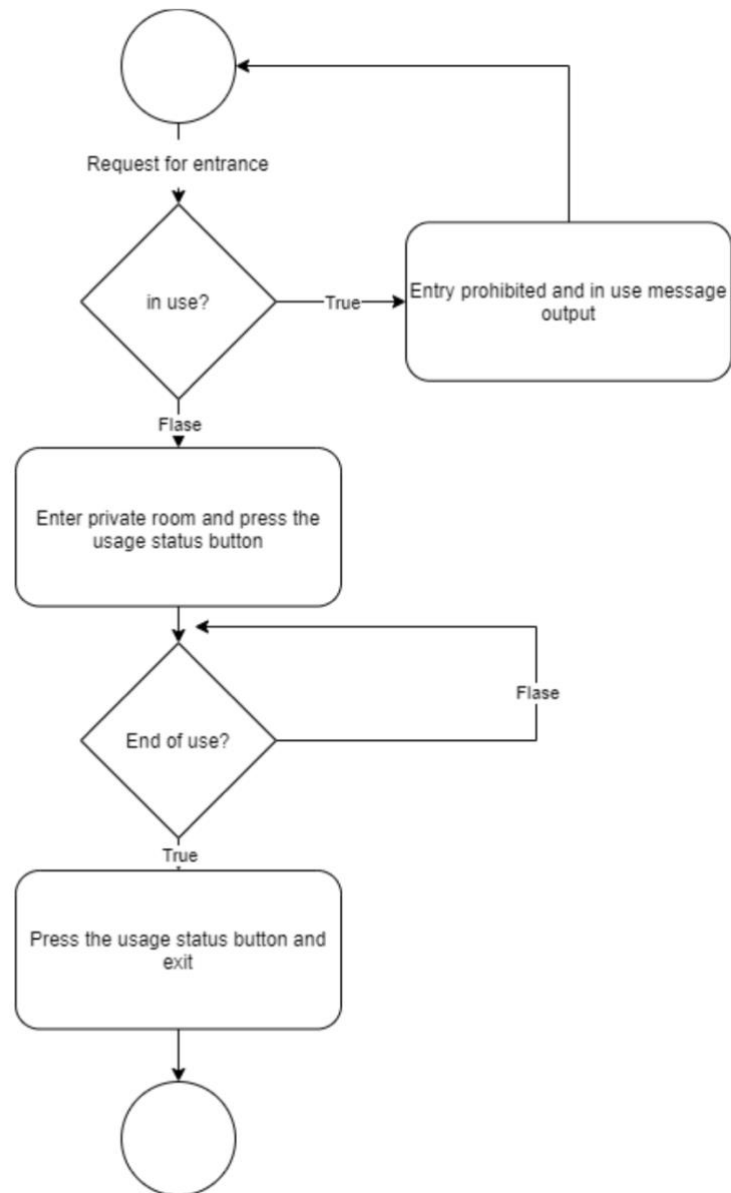 Request for entrance
in use?
True
Entry prohibited and in use message
output
Flase
Enter private room and press the
usage status button
Flase
End of use?
True
Press the usage status button and
exit